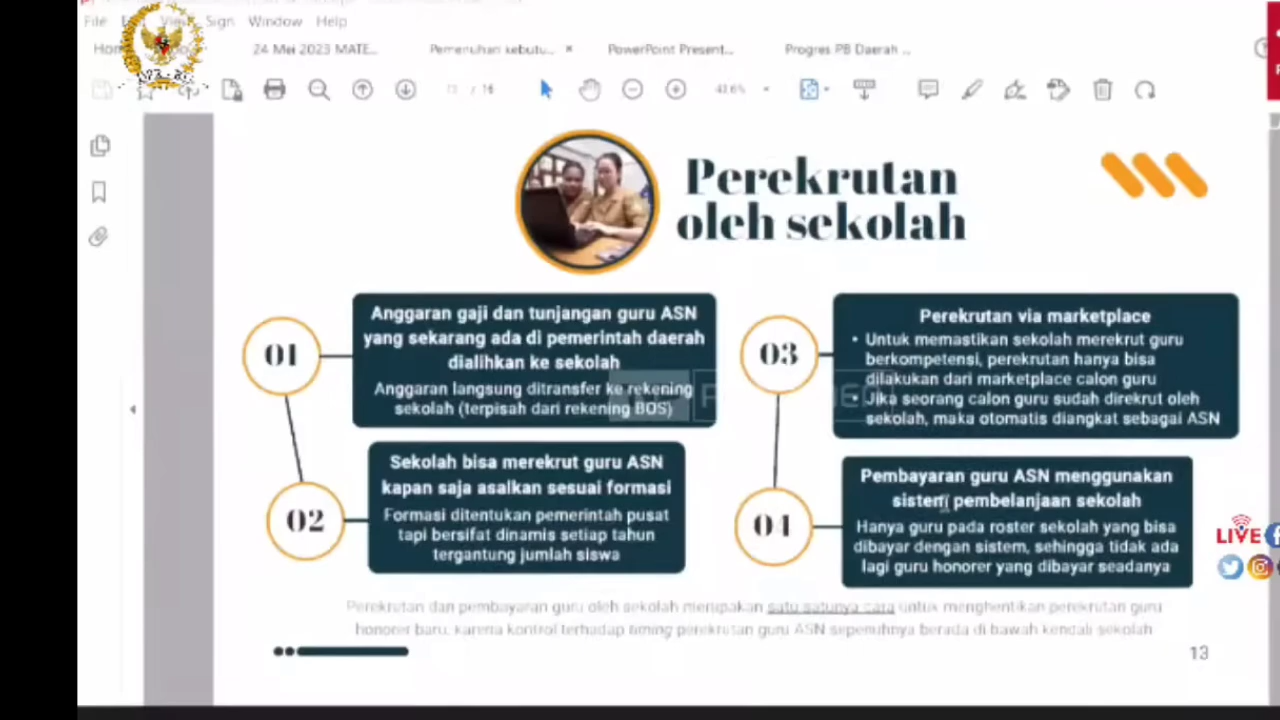 File
View
Sign
Window
Help
24 Mei 2023 MATE...
Pemenuhan kebutu...
PowerPoint Present...
Progres PB Daerah ...
/ 16
Perekrutan
oleh sekolah
01
Anggaran gaji dan tunjangan guru ASN
yang sekarang ada di pemerintah daerah
dialihkan ke sekolah
Anggaran langsung ditransfer ke rekening
sekolah (terpisah dari rekening BOS)
02
Sekolah bisa merekrut guru ASN
kapan saja asalkan sesuai formasi
Formasi ditentukan pemerintah pusat
tapi bersifat dinamis setiap tahun
tergantung jumlah siswa
03
Perekrutan via marketplace
• Untuk memastikan sekolah merekrut guru
berkompetensi, perekrutan hanya bisa
dilakukan dari marketplace calon guru
• Jika seorang calon guru sudah direkrut oleh
sekolah, maka otomatis diangkat sebagai ASN
04
Pembayaran guru ASN menggunakan
sistem pembelanjaan sekolah
Hanya guru pada roster sekolah yang bisa
dibayar dengan sistem, sehingga tidak ada
lagi guru honorer yang dibayar seadanya
Perekrutan dan pembayaran guru oleh sekolah merupakan satu satunya cara untuk menghentikan perekrutan guru
honorer baru, karena kontrol terhadap timing perekrutan guru ASN sepenuhnya berada di bawah kendali sekolah
13
LIVE